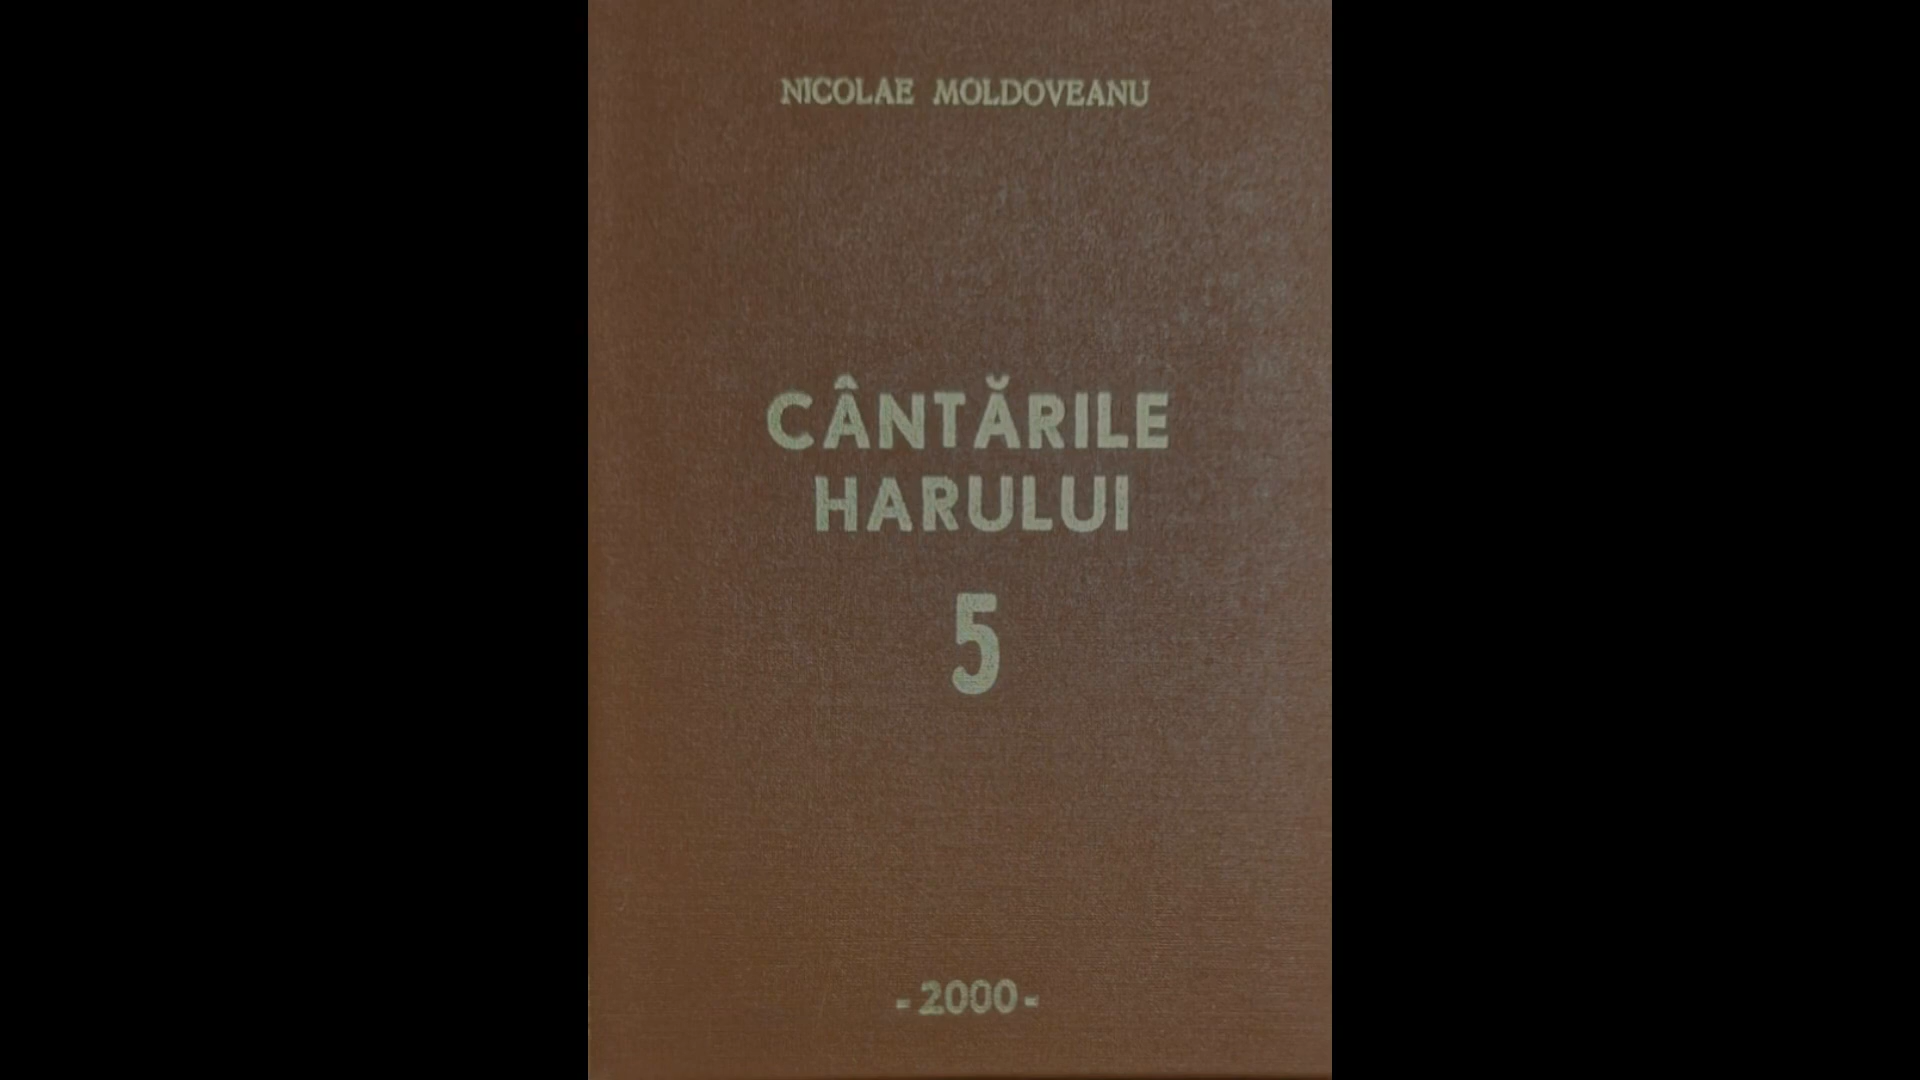 NICOLAE MOLDOVEANU
CÂNTĂRILE
HARULUI
5
- 2000 -